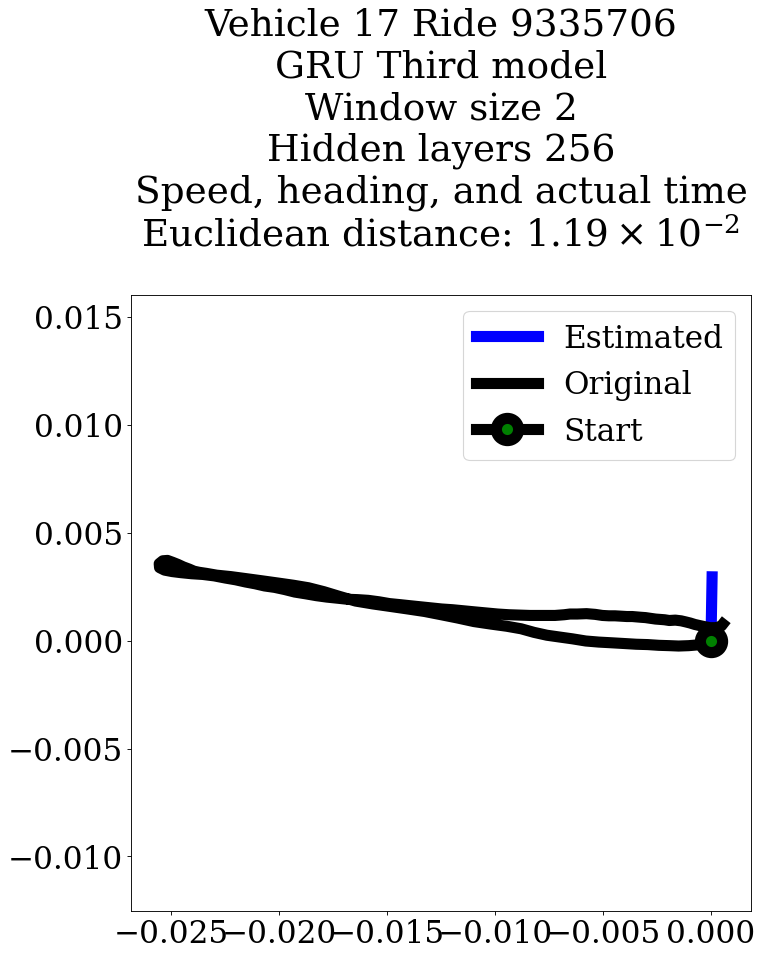 Vehicle 17 Ride 9335706
GRU Third model
Window size 2
Hidden layers 256
Speed, heading, and actual time
Euclidean distance: 1.19 × 10⁻²
Estimated
Original
Start
0.015
0.010
0.005
0.000
−0.005
−0.010
−0.025 −0.020 −0.015 −0.010 −0.005 0.000